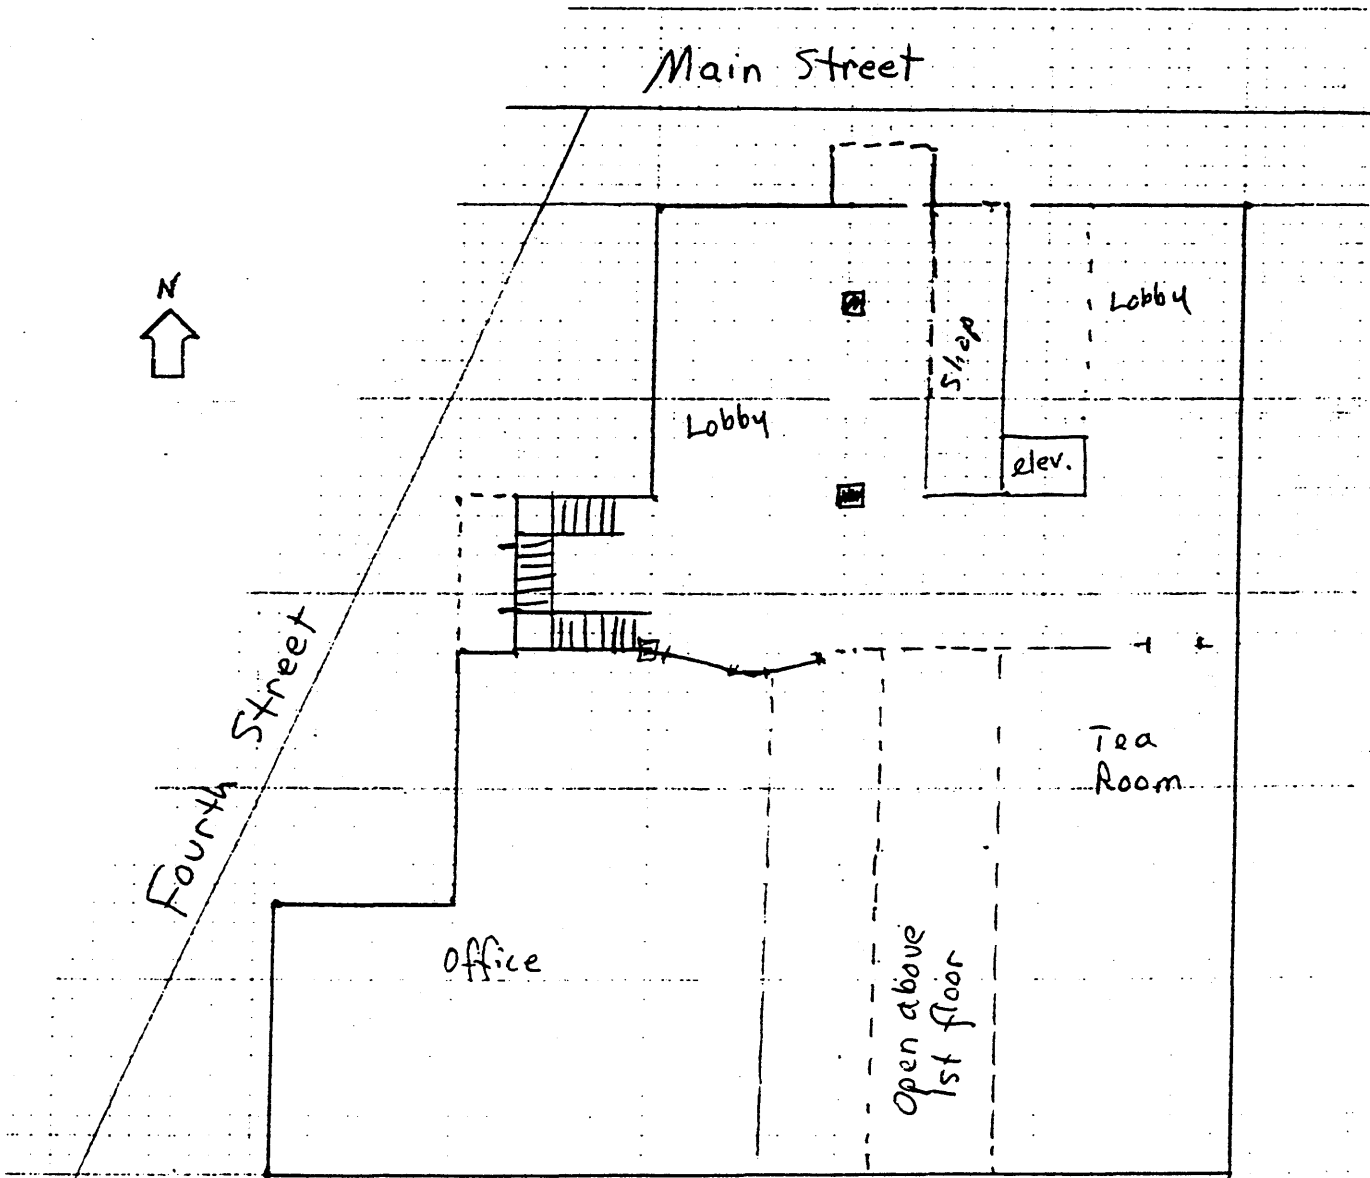 Main Street
N
Lobby
Shop
Lobby
elev.
Fourth Street
Tea
Room
Office
Open above
1st floor